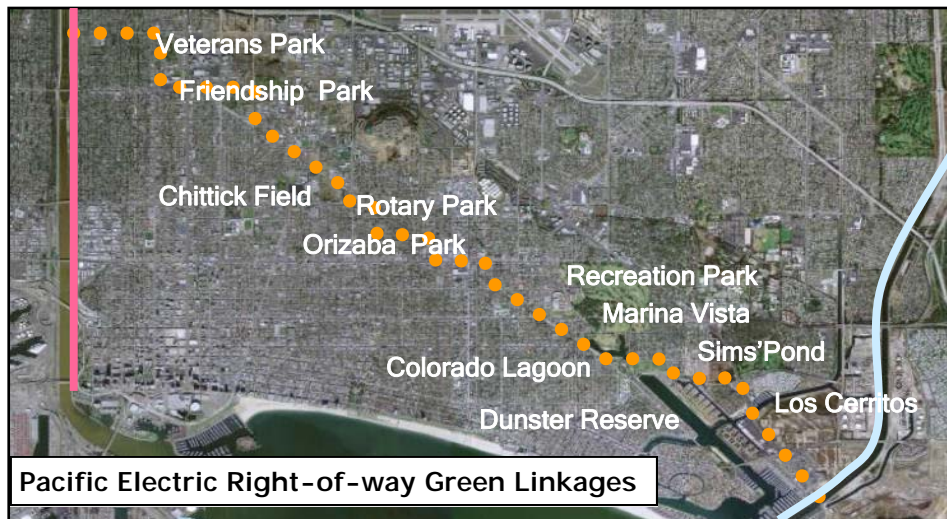 Veterans Park
Friendship Park
Chittick Field
Rotary Park
Orizaba Park
Recreation Park
Marina Vista
Sims'Pond
Colorado Lagoon
Los Cerritos
Dunster Reserve
Pacific Electric Right-of-way Green Linkages